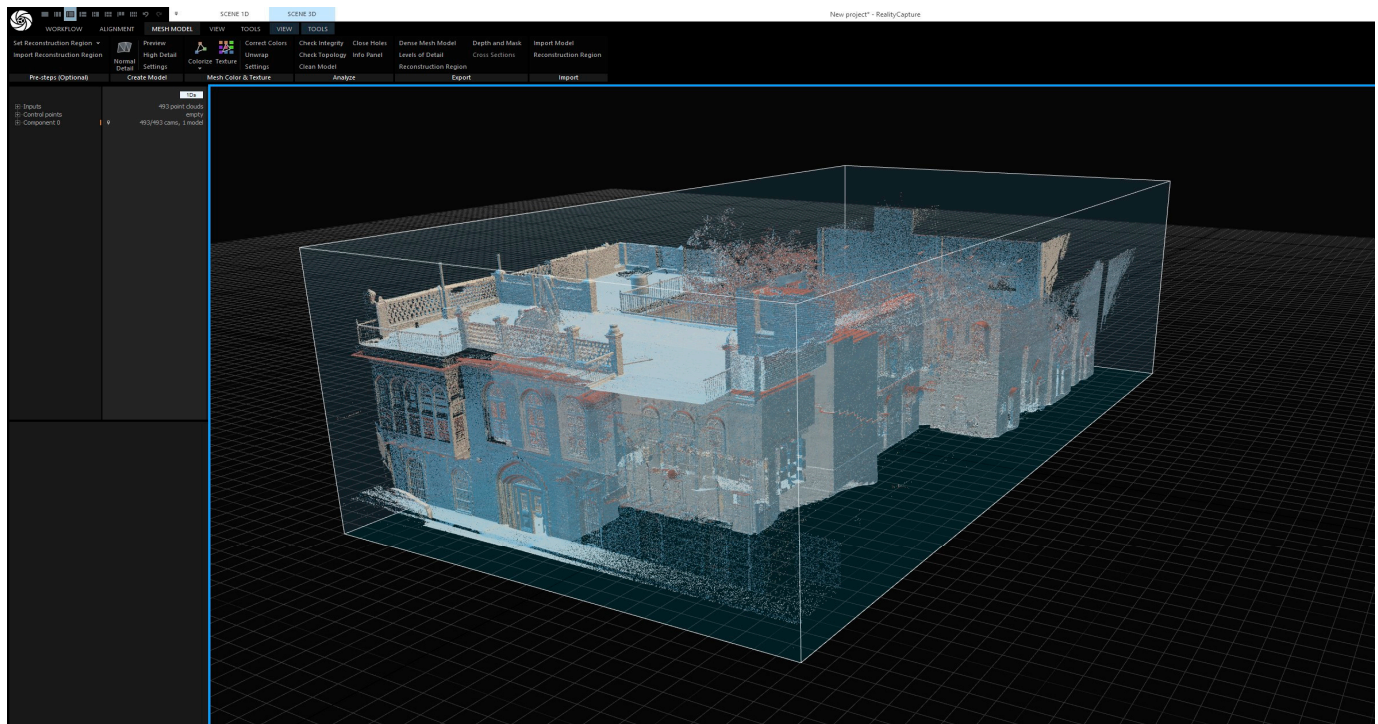 SCENE 1D SCENE 3D New project* - RealityCapture
WORKFLOW ALIGNMENT MESH MODEL VIEW TOOLS VIEW TOOLS
Set Reconstruction Region Preview Correct Colors Check Integrity Close Holes Dense Mesh Model Depth and Mask Import Model
Import Reconstruction Region Normal Detail High Detail Colorize Texture Unwrap Check Topology Info Panel Levels of Detail Cross Sections Reconstruction Region
Settings Settings Clean Model Reconstruction Region
Pre-steps (Optional) Create Model Mesh Color & Texture Analyze Export Import
1Ds
Inputs 493 point clouds
Control points empty
Component 0 493/493 cams, 1 model